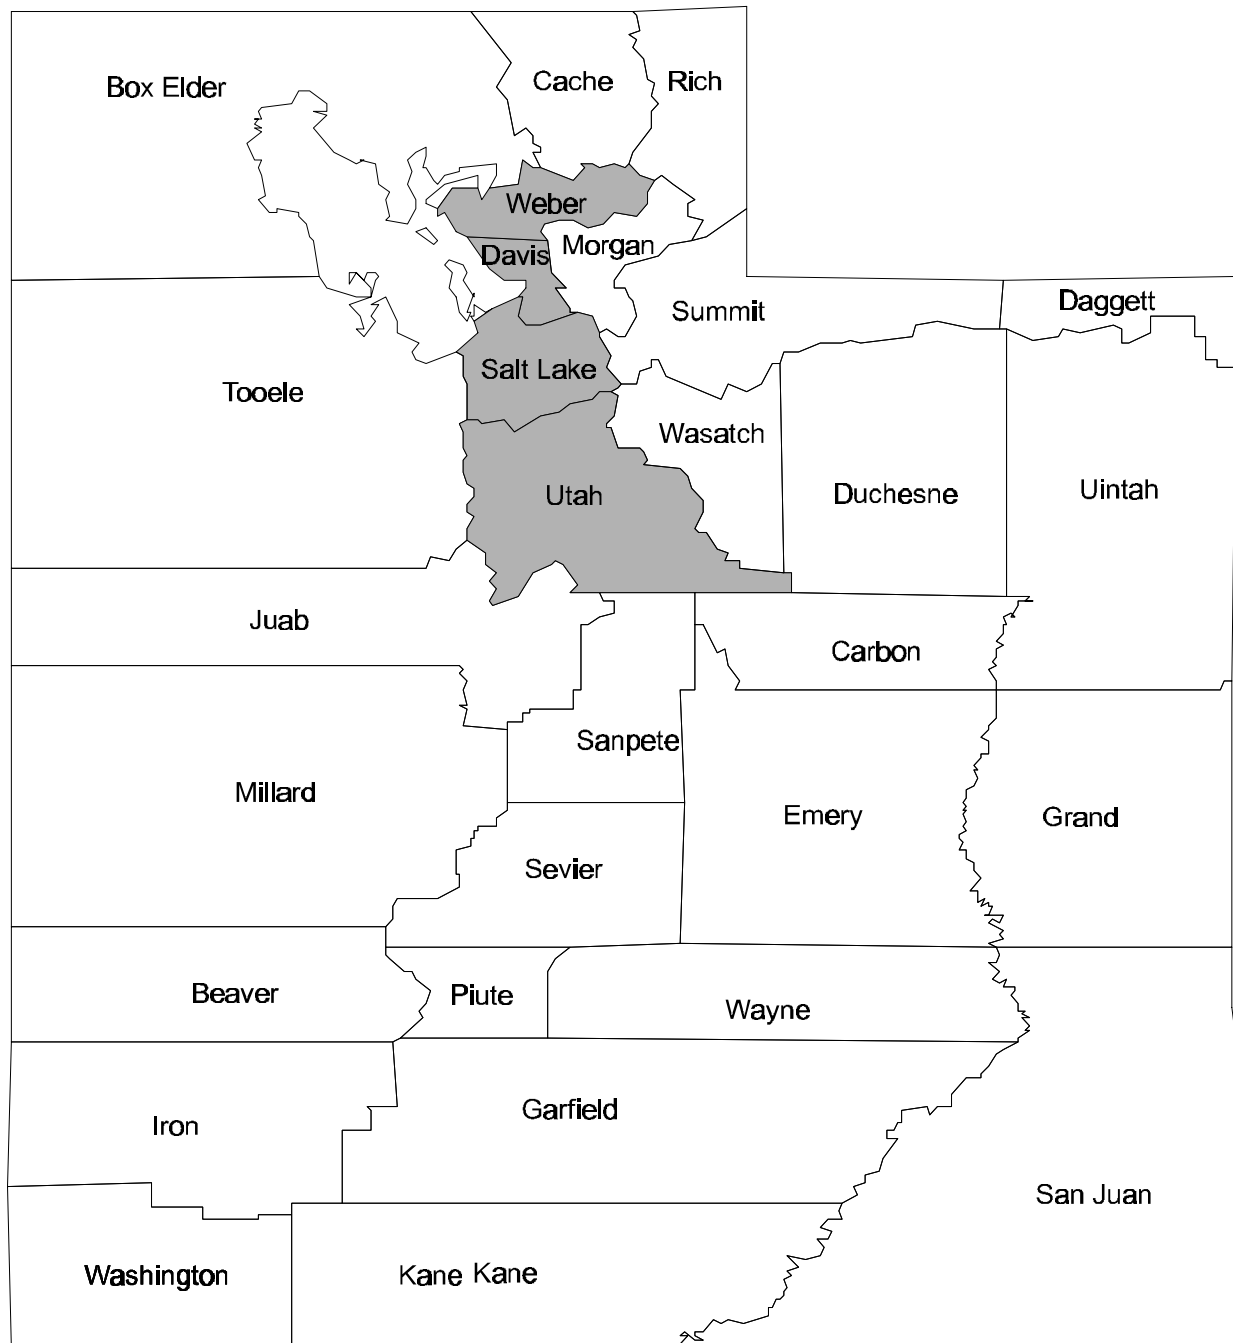 Box Elder
Cache
Rich
Weber
Morgan
Davis
Summit
Daggett
Salt Lake
Tooele
Wasatch
Utah
Duchesne
Uintah
Juab
Carbon
Sanpete
Millard
Emery
Grand
Sevier
Beaver
Piute
Wayne
Garfield
Iron
San Juan
Washington
Kane Kane